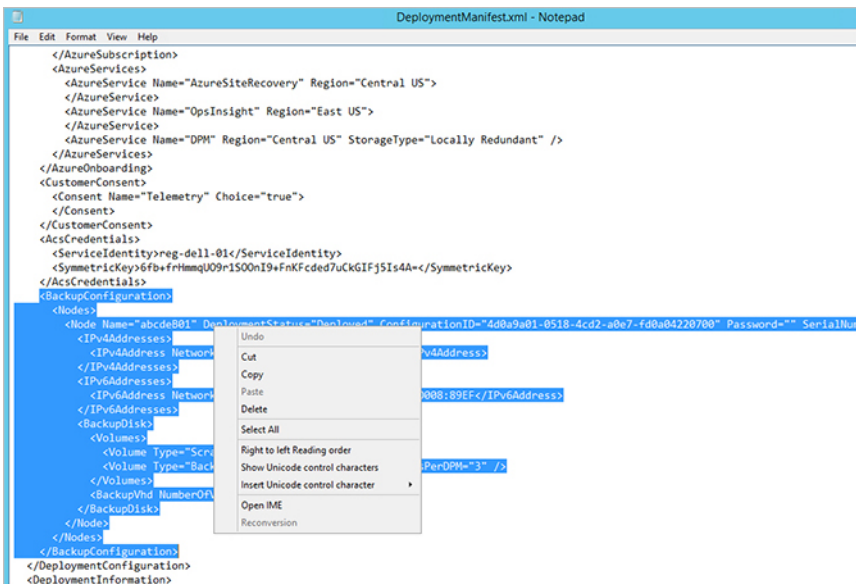 DeploymentManifest.xml - Notepad
File Edit Format View Help
</AzureSubscription>
<AzureServices>
<AzureService Name="AzureSiteRecovery" Region="Central US">
</AzureService>
<AzureService Name="OpsInsight" Region="East US">
</AzureService>
<AzureService Name="DPM" Region="Central US" StorageType="Locally Redundant" />
</AzureServices>
</AzureOnboarding>
<CustomerConsent>
<Consent Name="Telemetry" Choice="true">
</Consent>
</CustomerConsent>
<AcsCredentials>
<ServiceIdentity>reg-dell-01</ServiceIdentity>
<SymmetricKey>6fb+frHmmqUO9r1SOOnI9+FnKFcded7uCkGIFj5Is4A=</SymmetricKey>
</AcsCredentials>
<BackupConfiguration>
<Nodes>
<Node Name="abcdeB01" DeploymentStatus="Deployed" ConfigurationID="4d0a9a01-0518-4cd2-a0e7-fd0a04220700" Password="" SerialNum
<IPv4Addresses>
<IPv4Address Network
Pv4Address>
</IPv4Addresses>
<IPv6Addresses>
<IPv6Address Network
0008:89EF</IPv6Address>
</IPv6Addresses>
<BackupDisk>
<Volumes>
<Volume Type="Scra
<Volume Type="Back
sPerDPM="3" />
</Volumes>
<BackupVhd NumberOfV
</BackupDisk>
</Node>
</Nodes>
</BackupConfiguration>
</DeploymentConfiguration>
<DeploymentInformation>
Undo
Cut
Copy
Paste
Delete
Select All
Right to left Reading order
Show Unicode control characters
Insert Unicode control character
Open IME
Reconversion